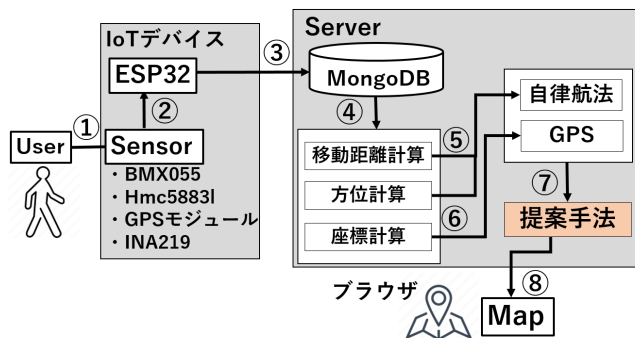 IoTデバイス
Server
③
ESP32
MongoDB
②
④
自律航法
①
⑤
GPS
User
Sensor
移動距離計算
・BMX055
・Hmc5883l
・GPSモジュール
・INA219
方位計算
⑥
⑦
座標計算
提案手法
ブラウザ
⑧
Map